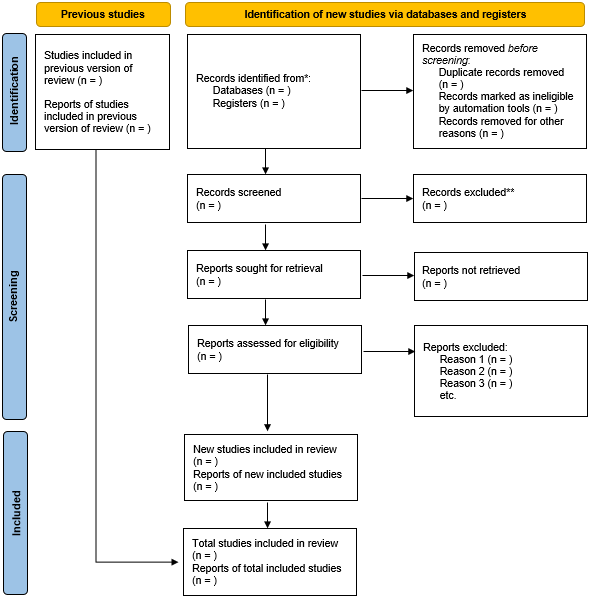 Previous studies
Identification of new studies via databases and registers
Identification
Studies included in
previous version of
review (n = )
Reports of studies
included in previous
version of review (n = )
Records identified from*:
Databases (n = )
Registers (n = )
Records removed before
screening:
Duplicate records removed
(n = )
Records marked as ineligible
by automation tools (n = )
Records removed for other
reasons (n = )
Screening
Records screened
(n = )
Records excluded**
(n = )
Reports sought for retrieval
(n = )
Reports not retrieved
(n = )
Reports assessed for eligibility
(n = )
Reports excluded:
Reason 1 (n = )
Reason 2 (n = )
Reason 3 (n = )
etc.
Included
New studies included in review
(n = )
Reports of new included studies
(n = )
Total studies included in review
(n = )
Reports of total included studies
(n = )